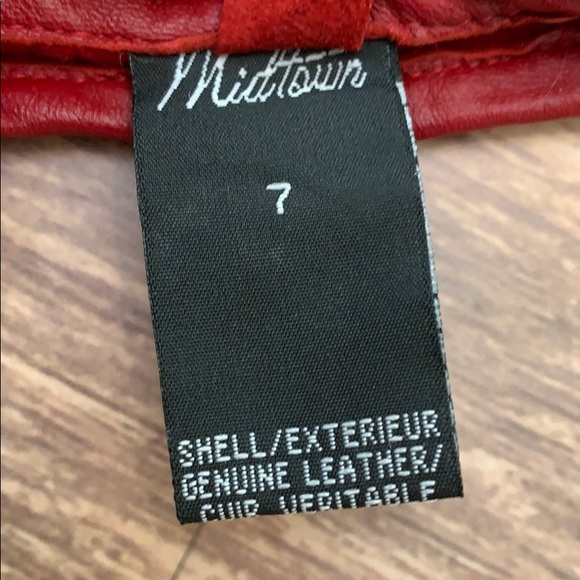 Midtown
7
SHELL/EXTERIEUR
GENUINE LEATHER/
CUIR VERITABLE